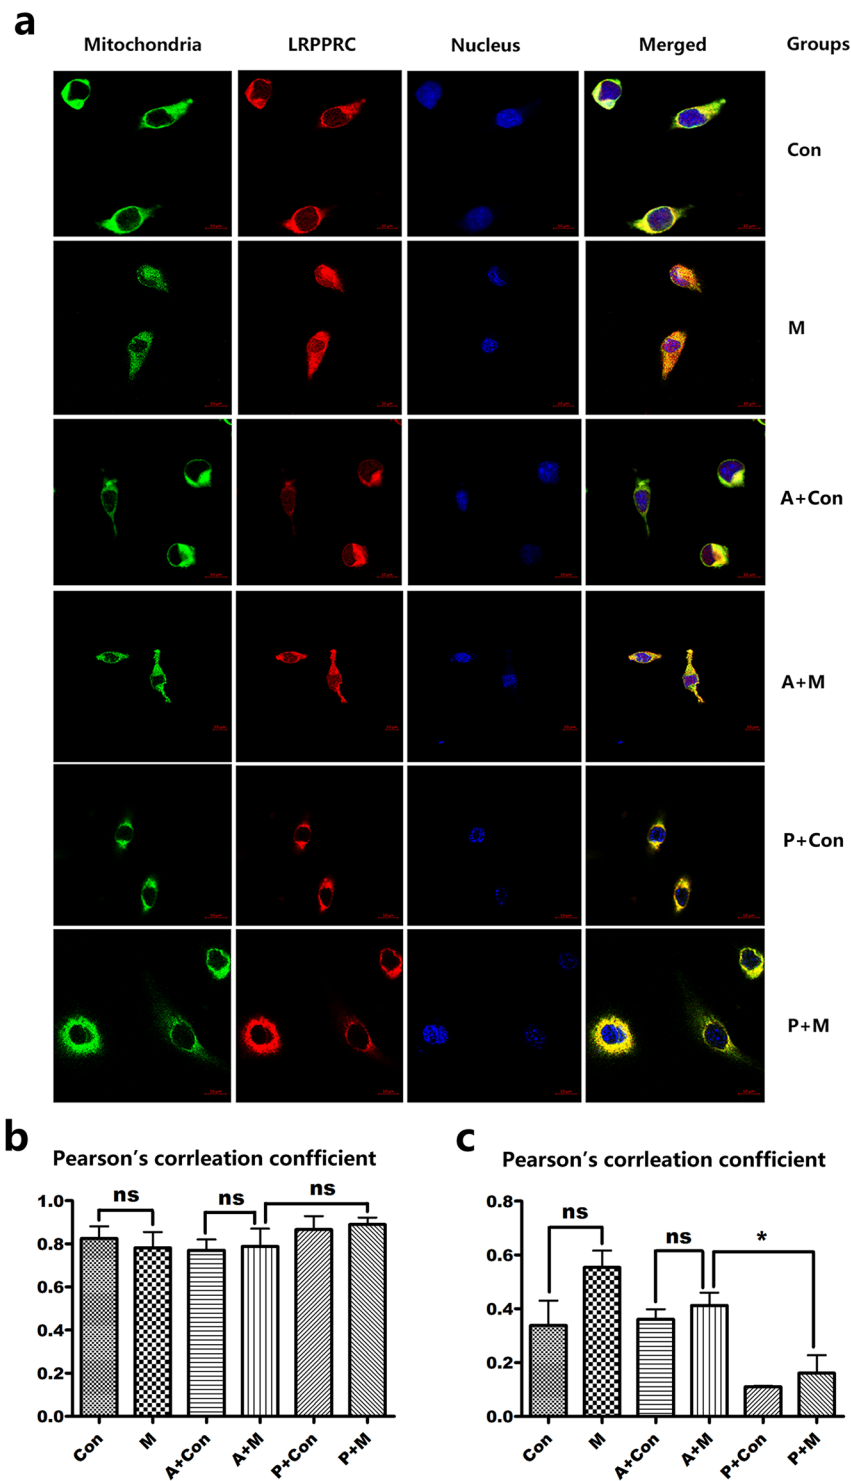 a
Mitochondria LRPPRC Nucleus Merged Groups
Con
M
A+Con
A+M
P+Con
P+M
b
Pearson's corrleation confficient
1.0
0.8
0.6
0.4
0.2
0.0
ns ns ns
Con M A+Con A+M P+Con P+M
c
Pearson's corrleation confficient
0.8
0.6
0.4
0.2
0.0
ns ns *
Con M A+Con A+M P+Con P+M